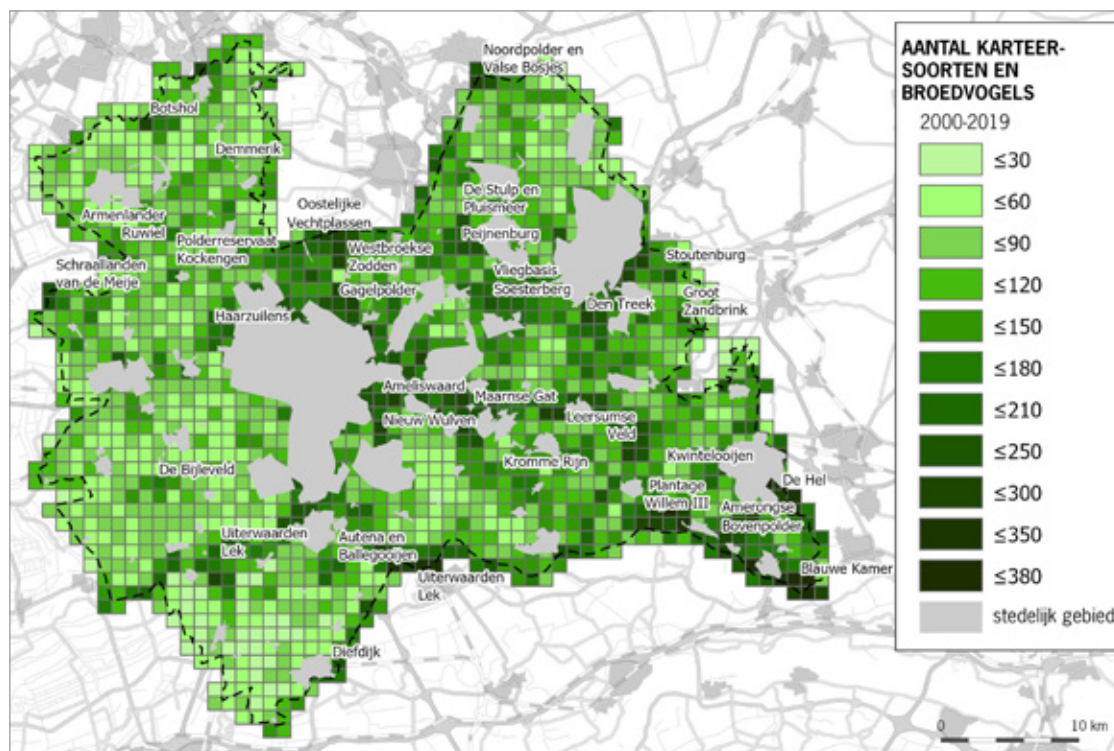 Noordpolder en
Valse Bosjes
Botshol
Demmerik
Oostelijke
Vechtplassen
De Stulp en
Pluismeer
Armenlander
Ruwiel
Polderreservaat
Kockengen
Westbroekse
Zodden
Peijnenburg
Stoutenburg
Schraallanden
van de Meije
Gagelpolder
Vliegbasis
Soesterberg
Den Treek
Groot
Zandbrink
Haarzuilens
Ameliswaard
Maarnse Gat
Nieuw Wulven
Leersumse
Veld
De Bijleveld
Kromme Rijn
Kwintelooijen
De Hel
Plantage
Willem III
Amerongse
Bovenpolder
Uiterwaarden
Lek
Autena en
Ballegooijen
Uiterwaarden
Lek
Blauwe Kamer
Diefdijk
AANTAL KARTEER-
SOORTEN EN
BROEDVOGELS
2000-2019
≤30
≤60
≤90
≤120
≤150
≤180
≤210
≤250
≤300
≤350
≤380
stedelijk gebied
0 10 km